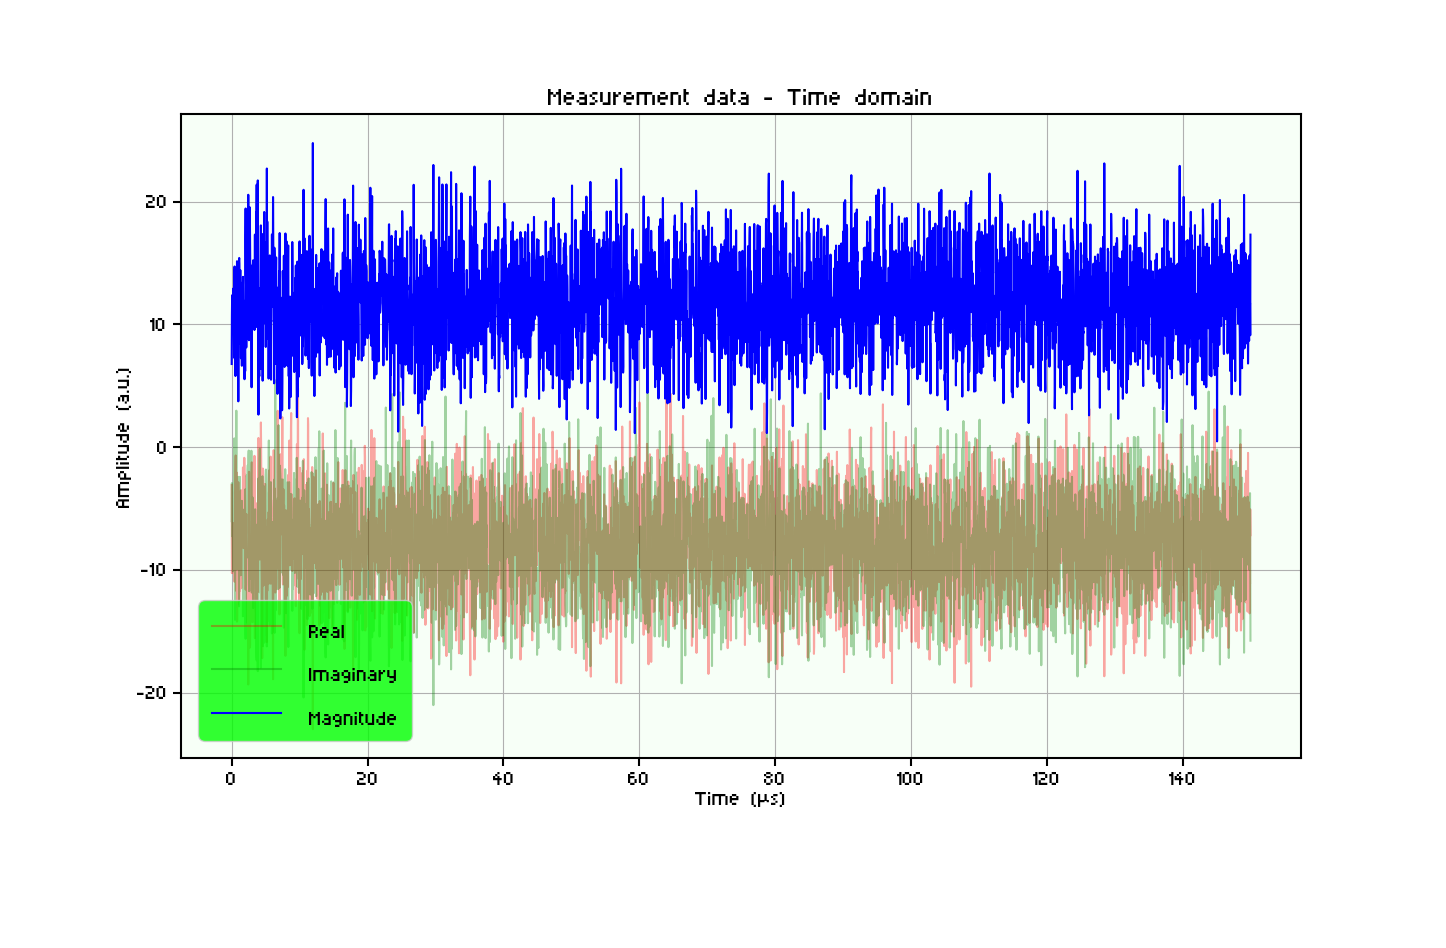 Measurement data - Time domain
20
10
0
-10
-20
Amplitude (a.u.)
Real
Imaginary
Magnitude
0 20 40 60 80 100 120 140
Time (µs)